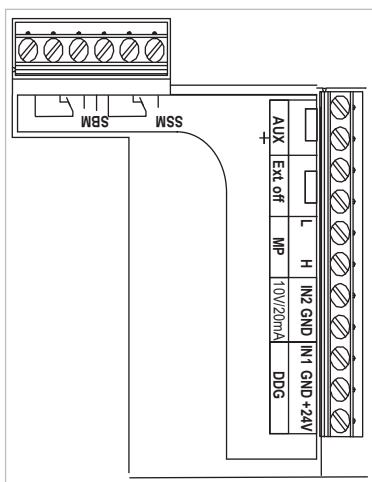 SBM SSM
AUX
+
Ext off
L
MP
H
10V/20mA
IN2 GND
DDG
IN1 GND +24V